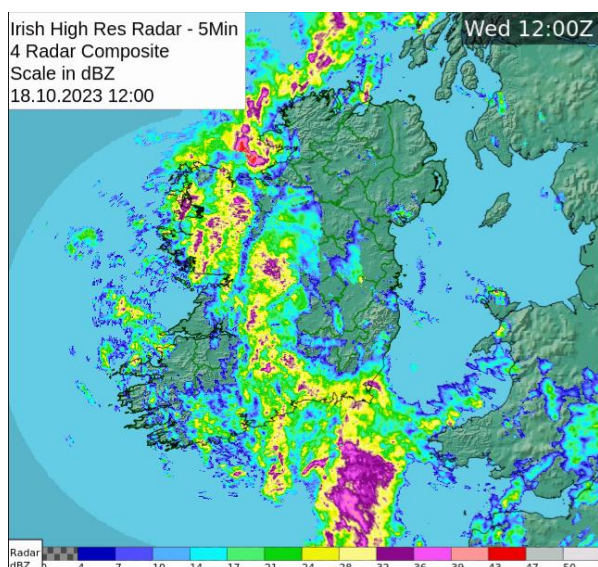 Irish High Res Radar - 5Min
4 Radar Composite
Scale in dBZ
18.10.2023 12:00
Wed 12:00Z
Radar
dBZ 4 7 10 14 17 21 24 28 32 36 39 43 47 50